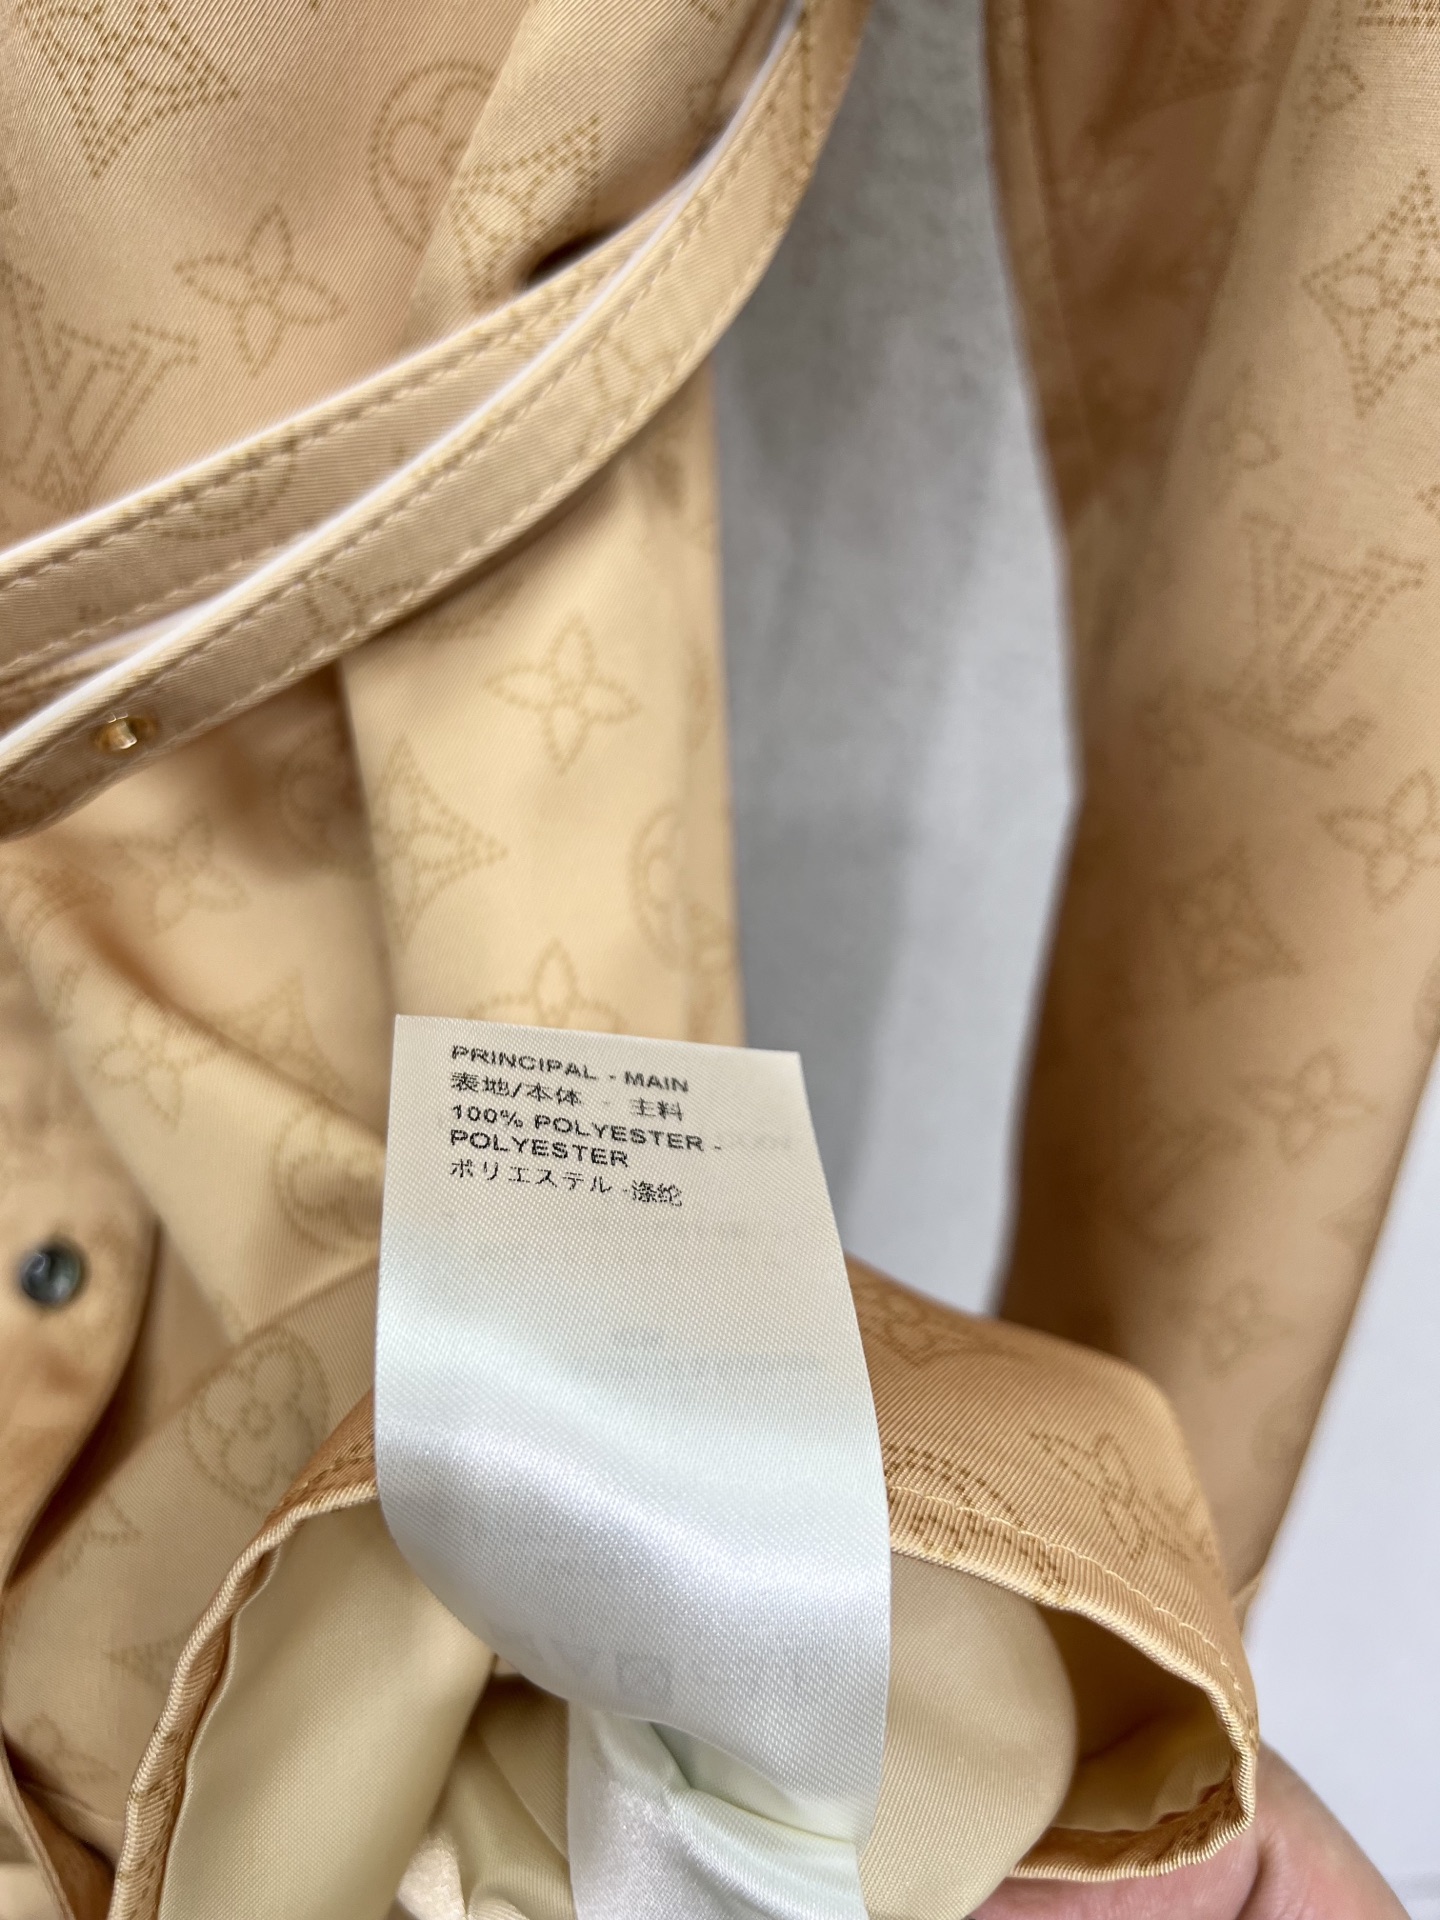 PRINCIPAL - MAIN
表地/本体 - 主料
100% POLYESTER -
POLYESTER
ポリエステル - 涤纶